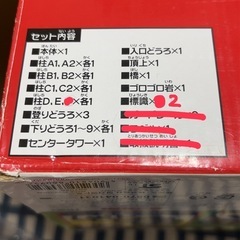 セット内容
■本体×1
■柱A1.A2×各1
■柱B1.B2×各1
■柱C1.C2×各1
■柱D.E.×各1
■登りどうろ×3
■下りどうろ1〜9×各1
■センタータワー×1
■入口どうろ×1
■頂上×1
■橋×1
■ゴロゴロ岩×1
■標識×2